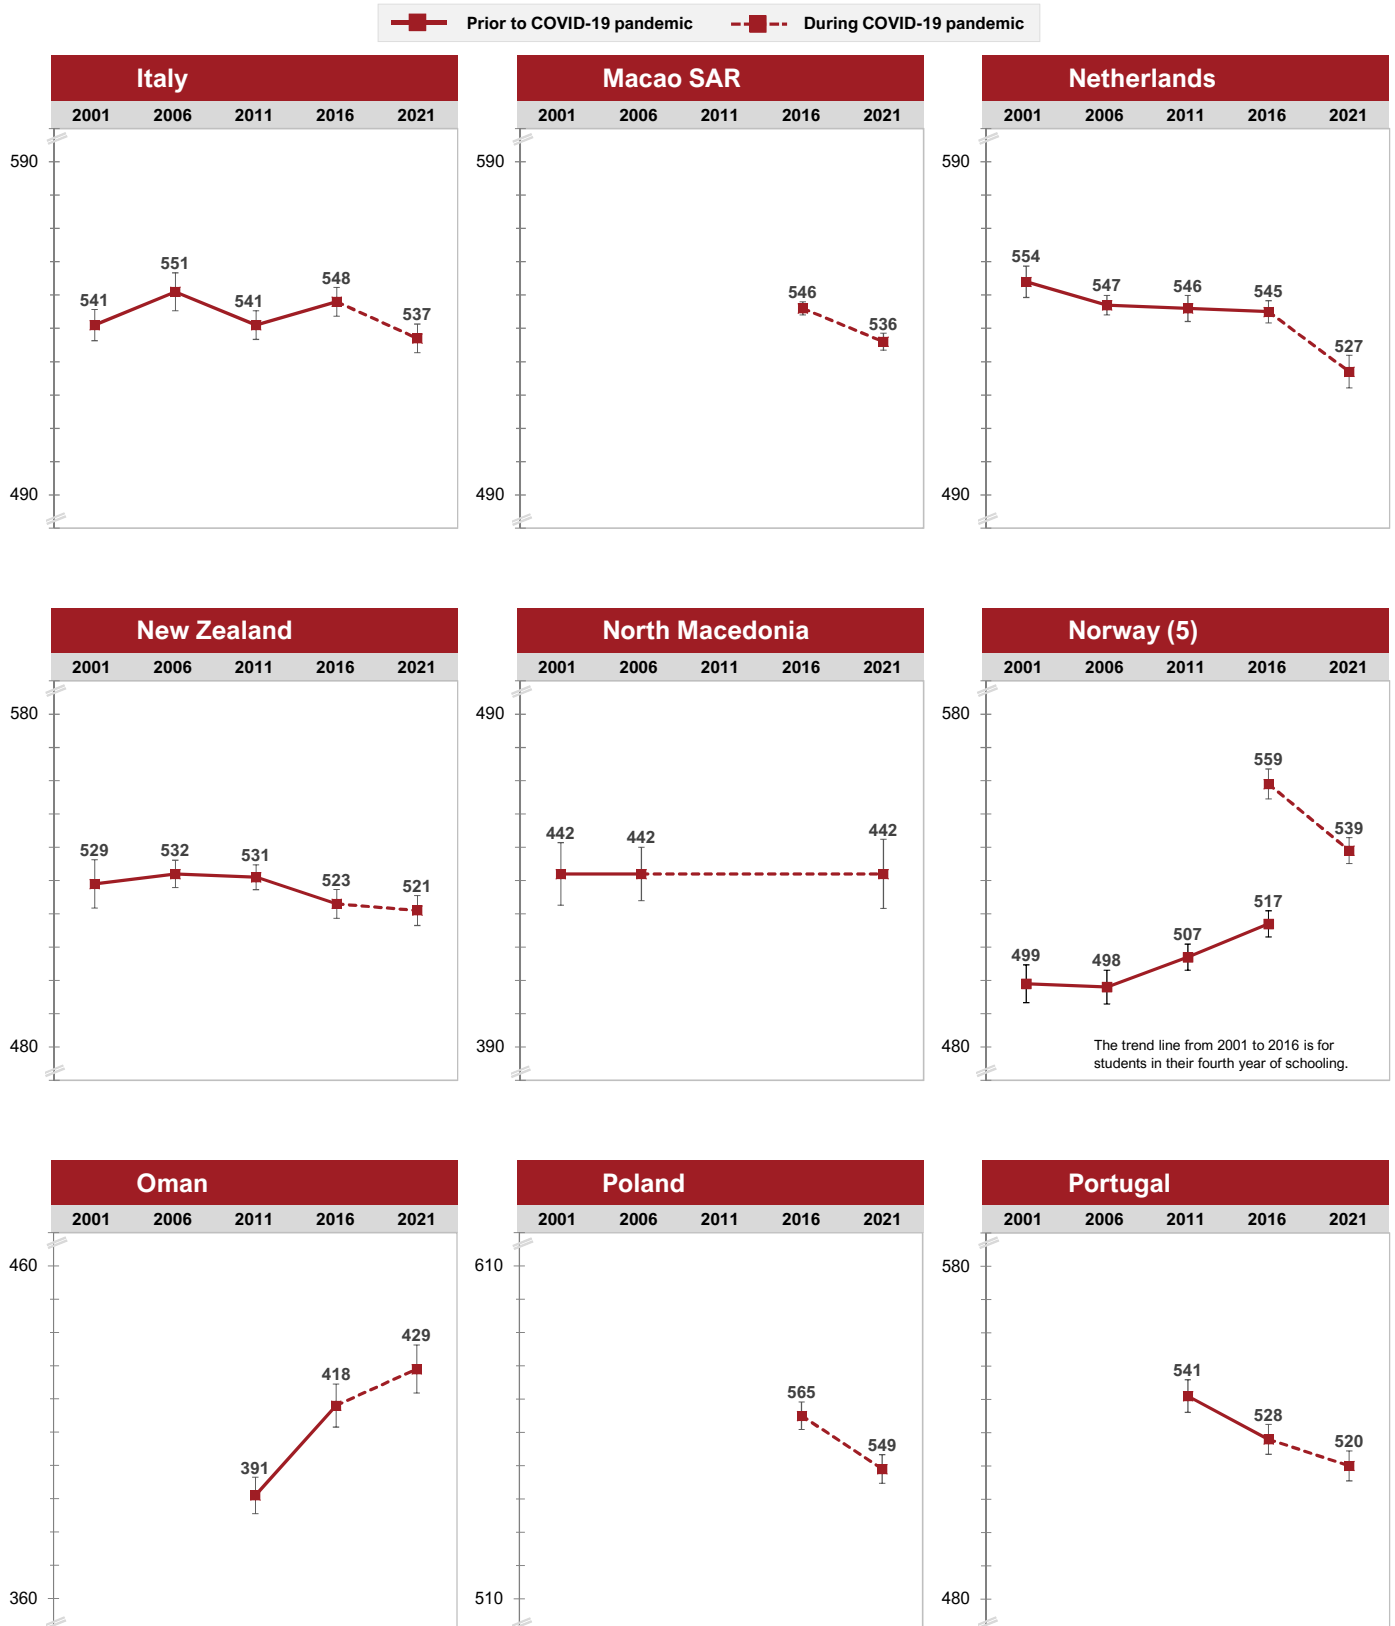 Prior to COVID-19 pandemic During COVID-19 pandemic
Italy
2001 2006 2011 2016 2021
590
541
551
541
548
537
490
Macao SAR
2001 2006 2011 2016 2021
590
546
536
490
Netherlands
2001 2006 2011 2016 2021
590
554
547
546
545
527
490
New Zealand
2001 2006 2011 2016 2021
580
529
532
531
523
521
480
North Macedonia
2001 2006 2011 2016 2021
490
442
442
442
390
Norway (5)
2001 2006 2011 2016 2021
580
559
539
499
498
507
517
480
The trend line from 2001 to 2016 is for
students in their fourth year of schooling.
Oman
2001 2006 2011 2016 2021
460
391
418
429
360
Poland
2001 2006 2011 2016 2021
610
565
549
510
Portugal
2001 2006 2011 2016 2021
580
541
528
520
480